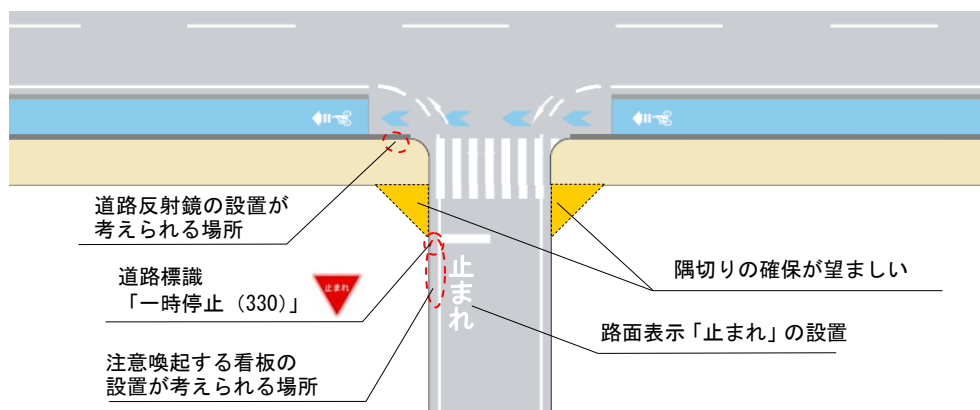 道路反射鏡の設置が
考えられる場所
道路標識
「一時停止（330）」
止まれ
注意喚起する看板の
設置が考えられる場所
止まれ
隅切りの確保が望ましい
路面表示「止まれ」の設置